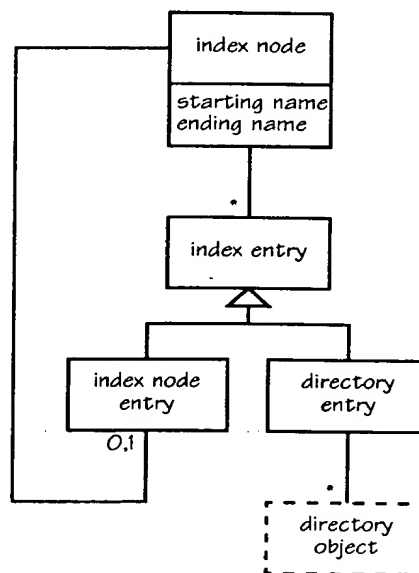 index node
starting name
ending name
*
index entry
index node
entry
directory
entry
0,1
*
directory
object